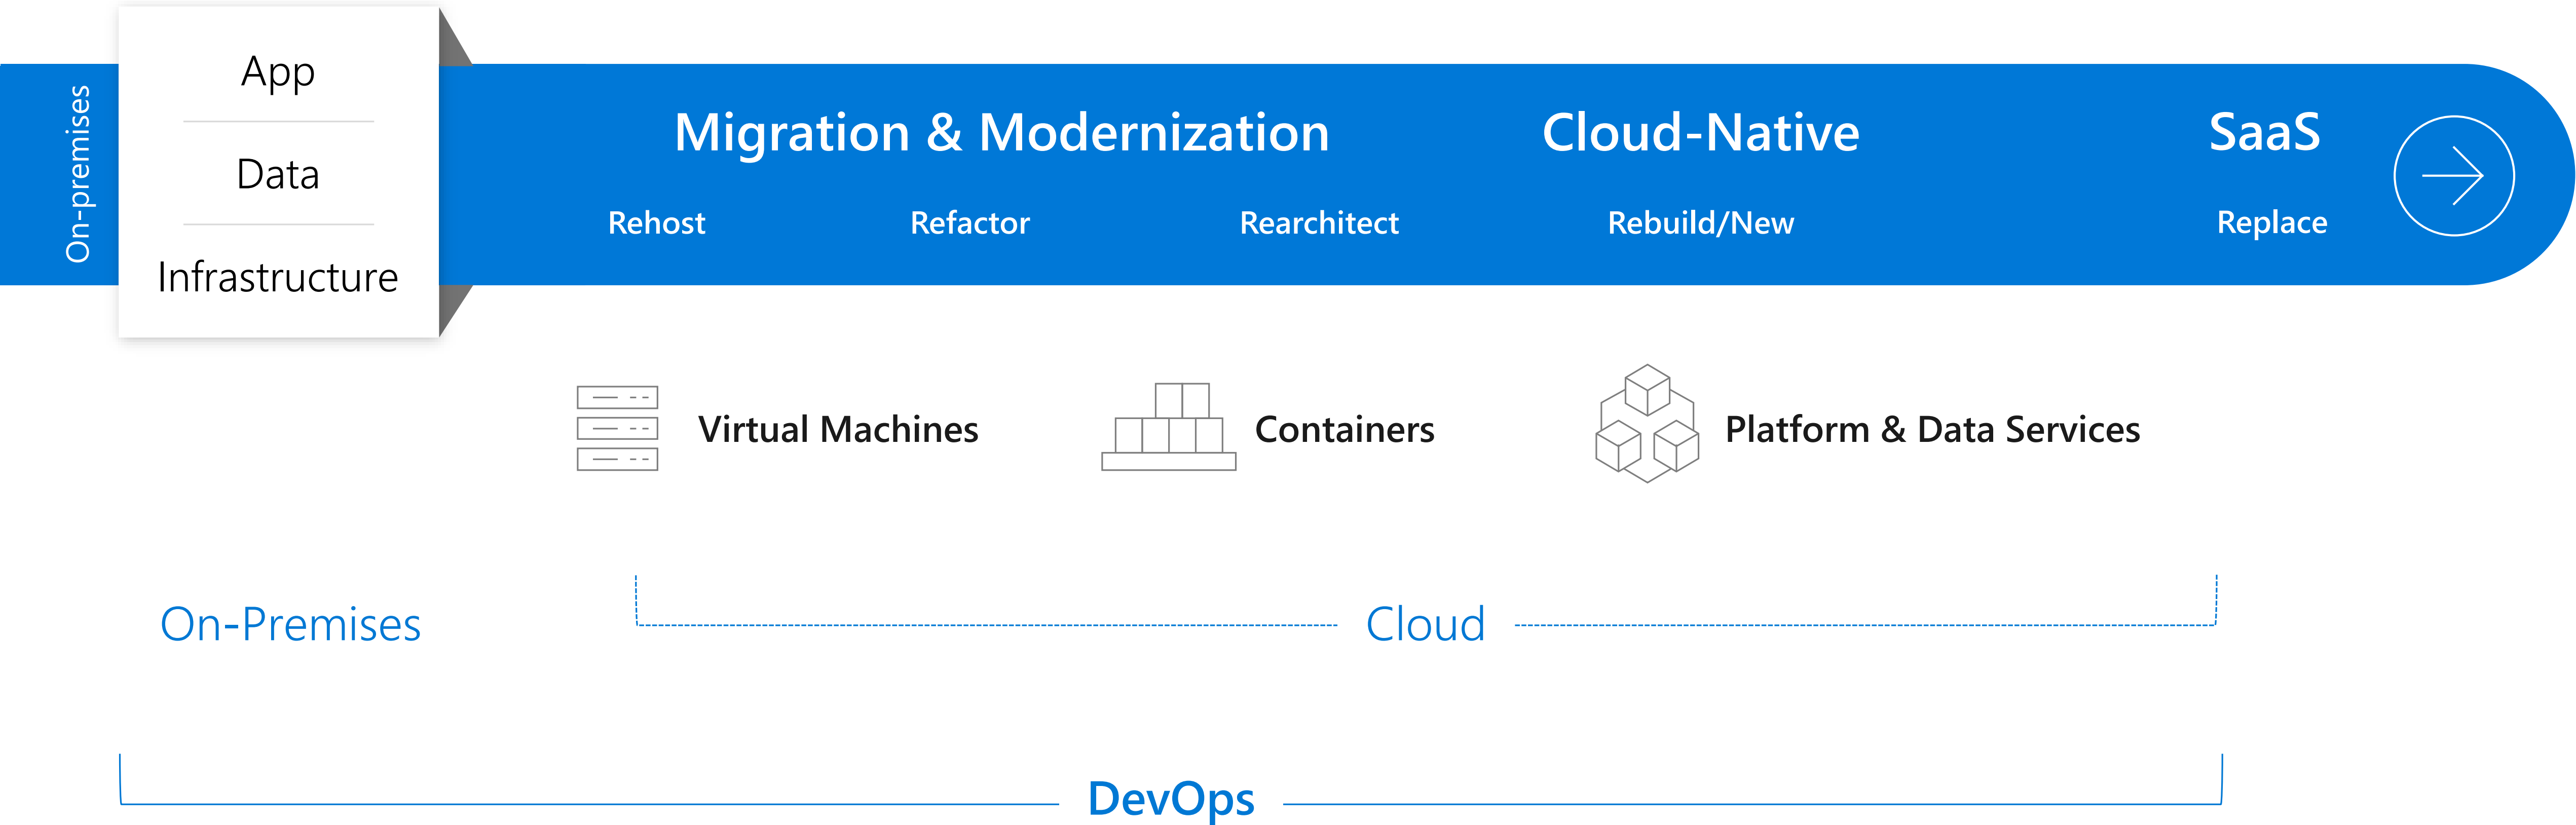 On-premises
App
Data
Infrastructure
Migration & Modernization
Cloud-Native
SaaS
Rehost
Refactor
Rearchitect
Rebuild/New
Replace
Virtual Machines
Containers
Platform & Data Services
On-Premises
Cloud
DevOps